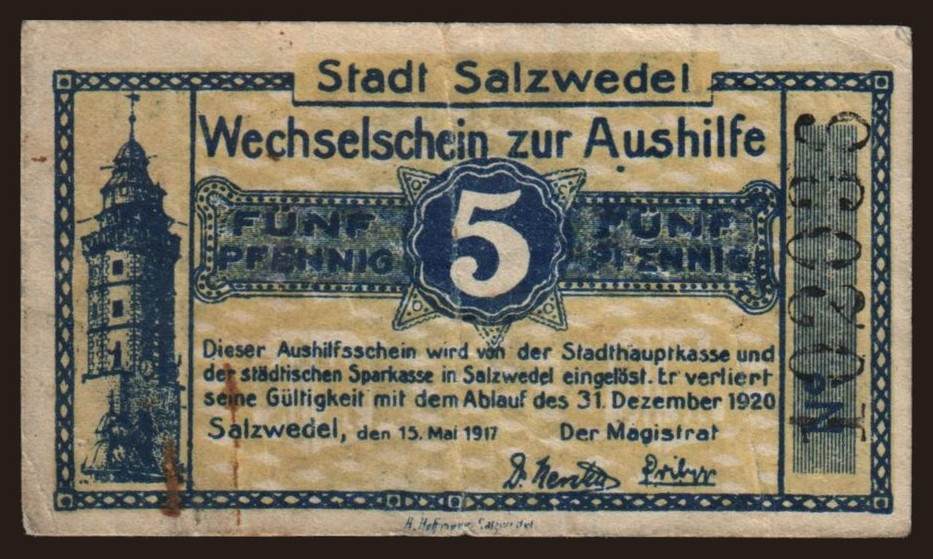 Stadt Salzwedel
Wechselschein zur Aushilfe
FÜNF PFENNIG
5
FÜNF PFENNIG
Dieser Aushilfsschein wird von der Stadthauptkasse und
der städtischen Sparkasse in Salzwedel eingelöst. Er verliert
seine Gültigkeit mit dem Ablauf des 31. Dezember 1920
Salzwedel, den 15. Mai 1917 Der Magistrat
Nº